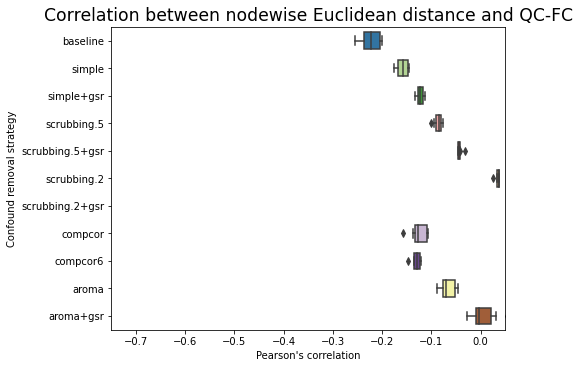 Correlation between nodewise Euclidean distance and QC-FC
baseline
simple
simple+gsr
scrubbing.5
scrubbing.5+gsr
scrubbing.2
scrubbing.2+gsr
compcor
compcor6
aroma
aroma+gsr
Confound removal strategy
−0.7 −0.6 −0.5 −0.4 −0.3 −0.2 −0.1 0.0
Pearson's correlation